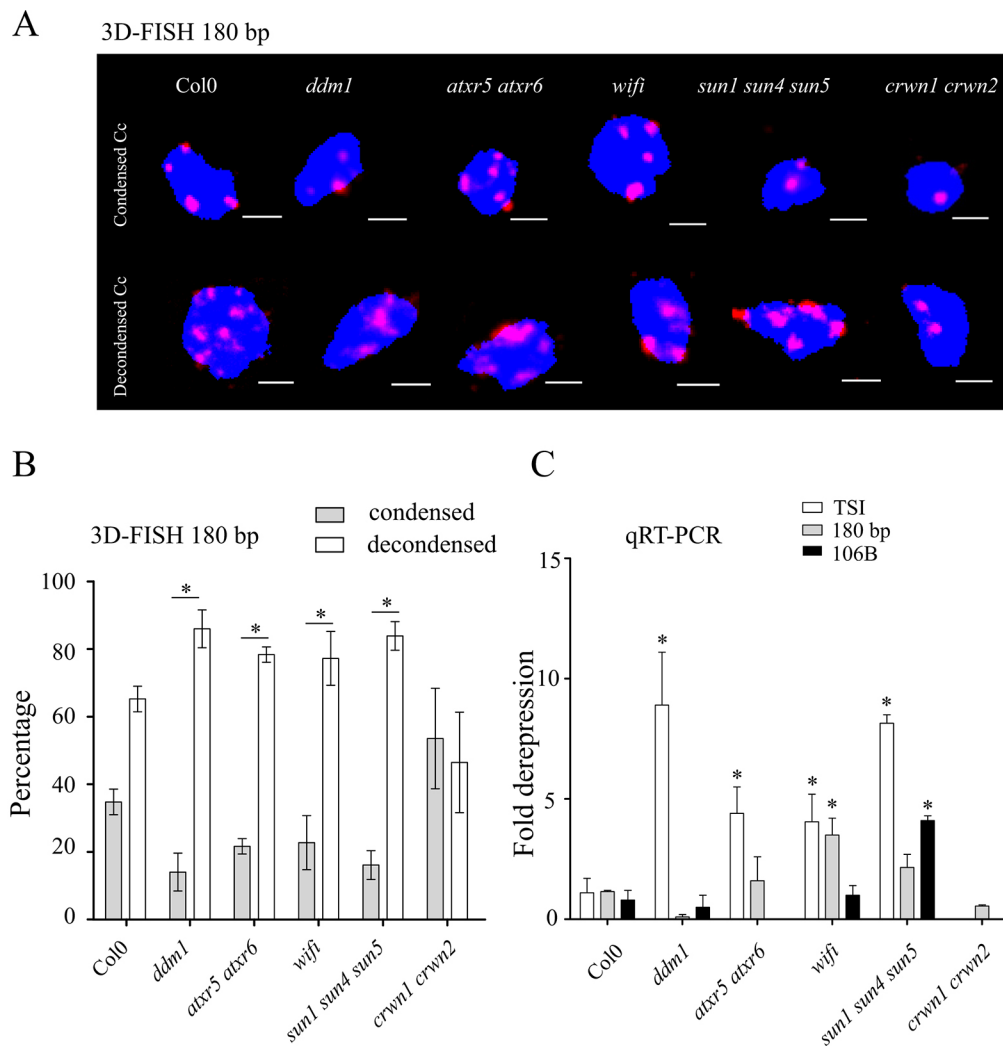 A
3D-FISH 180 bp
Col0 ddm1 atxr5 atxr6 wifi sun1 sun4 sun5 crwn1 crwn2
Condensed Cc
Decondensed Cc
B
3D-FISH 180 bp
condensed
decondensed
Percentage
100
80
60
40
20
0
* * * *
Col0
ddm1
atxr5 atxr6
wifi
sun1 sun4 sun5
crwn1 crwn2
C
qRT-PCR
TSI
180 bp
106B
Fold derepression
15
10
5
0
* * * * * *
Col0
ddm1
atxr5 atxr6
wifi
sun1 sun4 sun5
crwn1 crwn2